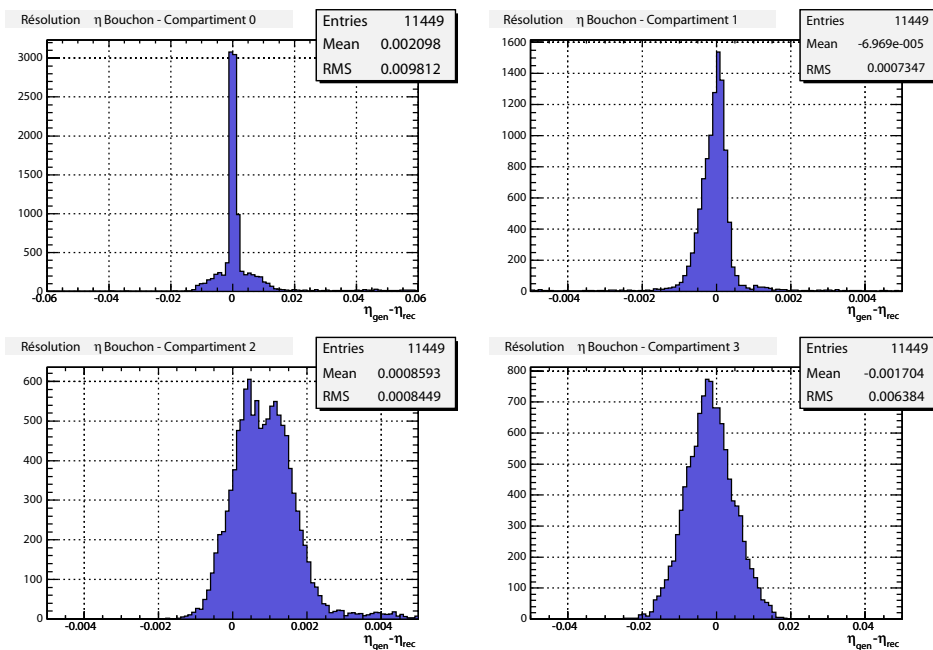 Résolution η Bouchon - Compartiment 0
Entries 11449
Mean 0.002098
RMS 0.009812
3000
2500
2000
1500
1000
500
0
-0.06 -0.04 -0.02 0 0.02 0.04 0.06
ηgen-ηrec
Résolution η Bouchon - Compartiment 1
Entries 11449
Mean -6.969e-005
RMS 0.0007347
1600
1400
1200
1000
800
600
400
200
0
-0.004 -0.002 0 0.002 0.004
ηgen-ηrec
Résolution η Bouchon - Compartiment 2
Entries 11449
Mean 0.0008593
RMS 0.0008449
600
500
400
300
200
100
0
-0.004 -0.002 0 0.002 0.004
ηgen-ηrec
Résolution η Bouchon - Compartiment 3
Entries 11449
Mean -0.001704
RMS 0.006384
800
700
600
500
400
300
200
100
0
-0.04 -0.02 0 0.02 0.04
ηgen-ηrec